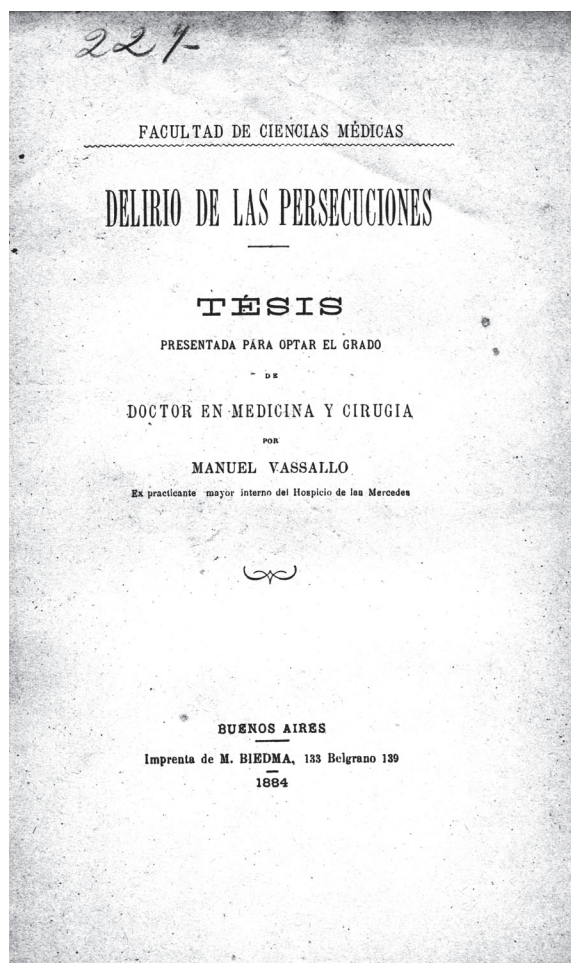 FACULTAD DE CIENCIAS MÉDICAS
DELIRIO DE LAS PERSECUCIONES
TÉSIS
PRESENTADA PARA OPTAR EL GRADO
DE
DOCTOR EN MEDICINA Y CIRUGIA
POR
MANUEL VASSALLO
Ex practicante mayor interno del Hospicio de las Mercedes
BUENOS AIRES
Imprenta de M. BIEDMA, 133 Belgrano 139
1884